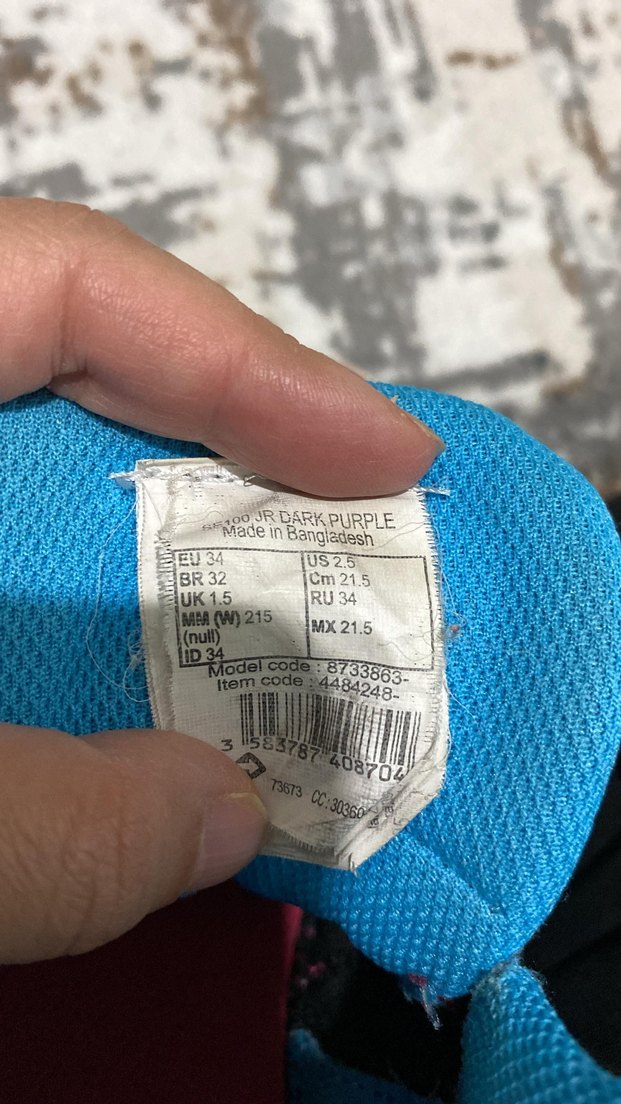 100 JR DARK PURPLE
Made in Bangladesh
EU 34 US 2.5
BR 32 Cm 21.5
UK 1.5 RU 34
MM (W) 215 MX 21.5
(null)
ID 34
Model code : 8733863-
Item code : 4484248-
3 583787 408704
73673 CC:30360